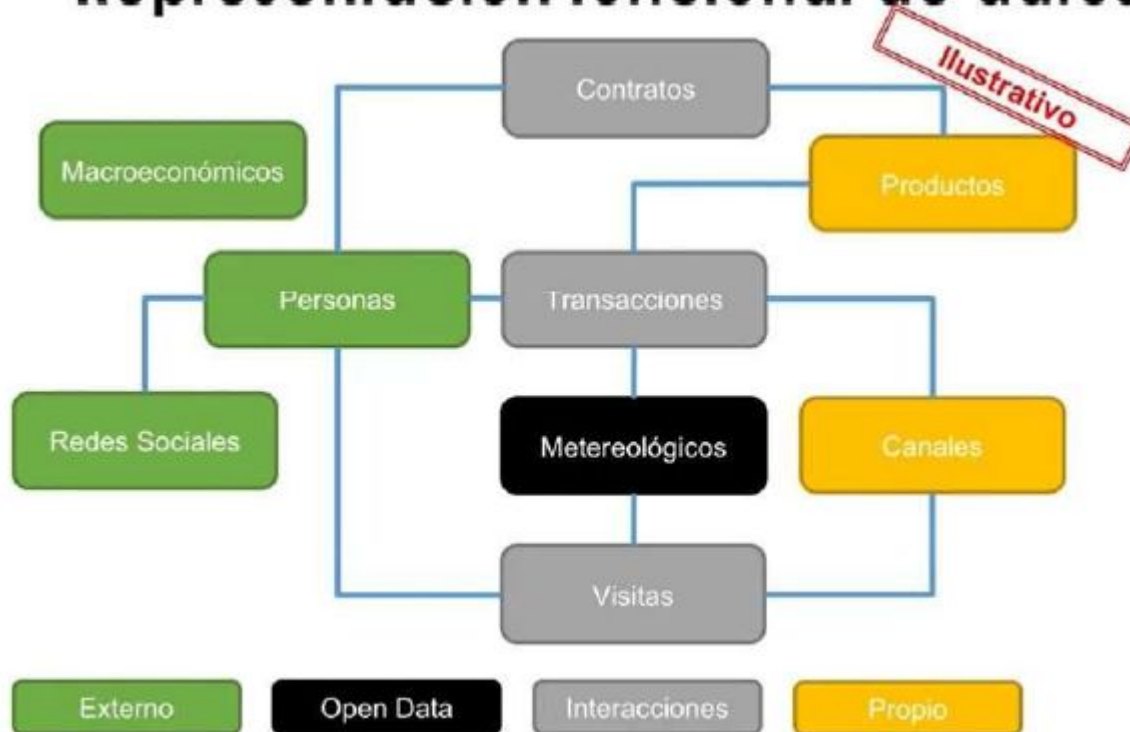 Contratos
Ilustrativo
Macroeconómicos
Productos
Personas
Transacciones
Redes Sociales
Metereológicos
Canales
Visitas
Externo
Open Data
Interacciones
Propio